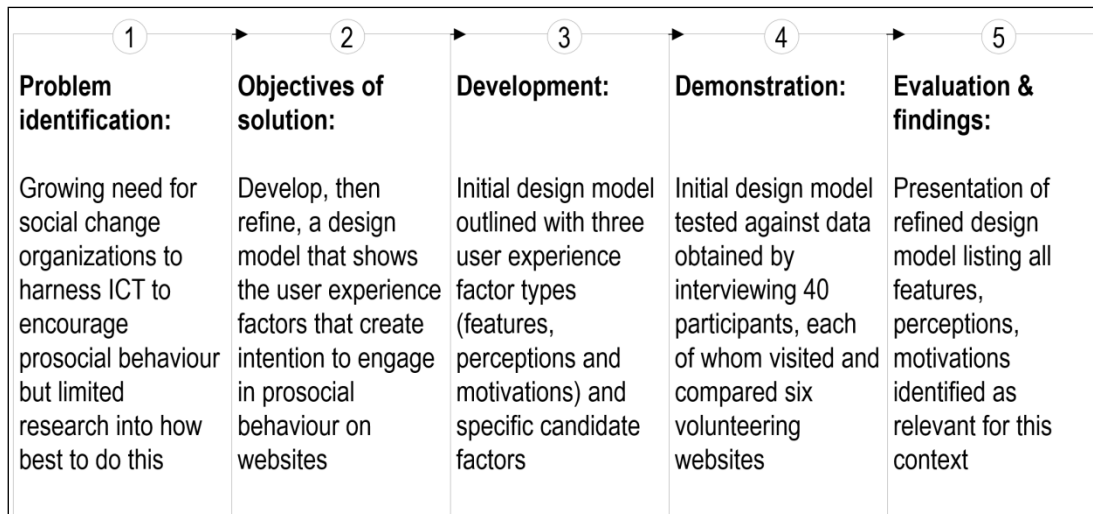 1
Problem
identification:
Growing need for
social change
organizations to
harness ICT to
encourage
prosocial behaviour
but limited
research into how
best to do this
2
Objectives of
solution:
Develop, then
refine, a design
model that shows
the user experience
factors that create
intention to engage
in prosocial
behaviour on
websites
3
Development:
Initial design model
outlined with three
user experience
factor types
(features,
perceptions and
motivations) and
specific candidate
factors
4
Demonstration:
Initial design model
tested against data
obtained by
interviewing 40
participants, each
of whom visited and
compared six
volunteering
websites
5
Evaluation &
findings:
Presentation of
refined design
model listing all
features,
perceptions,
motivations
identified as
relevant for this
context